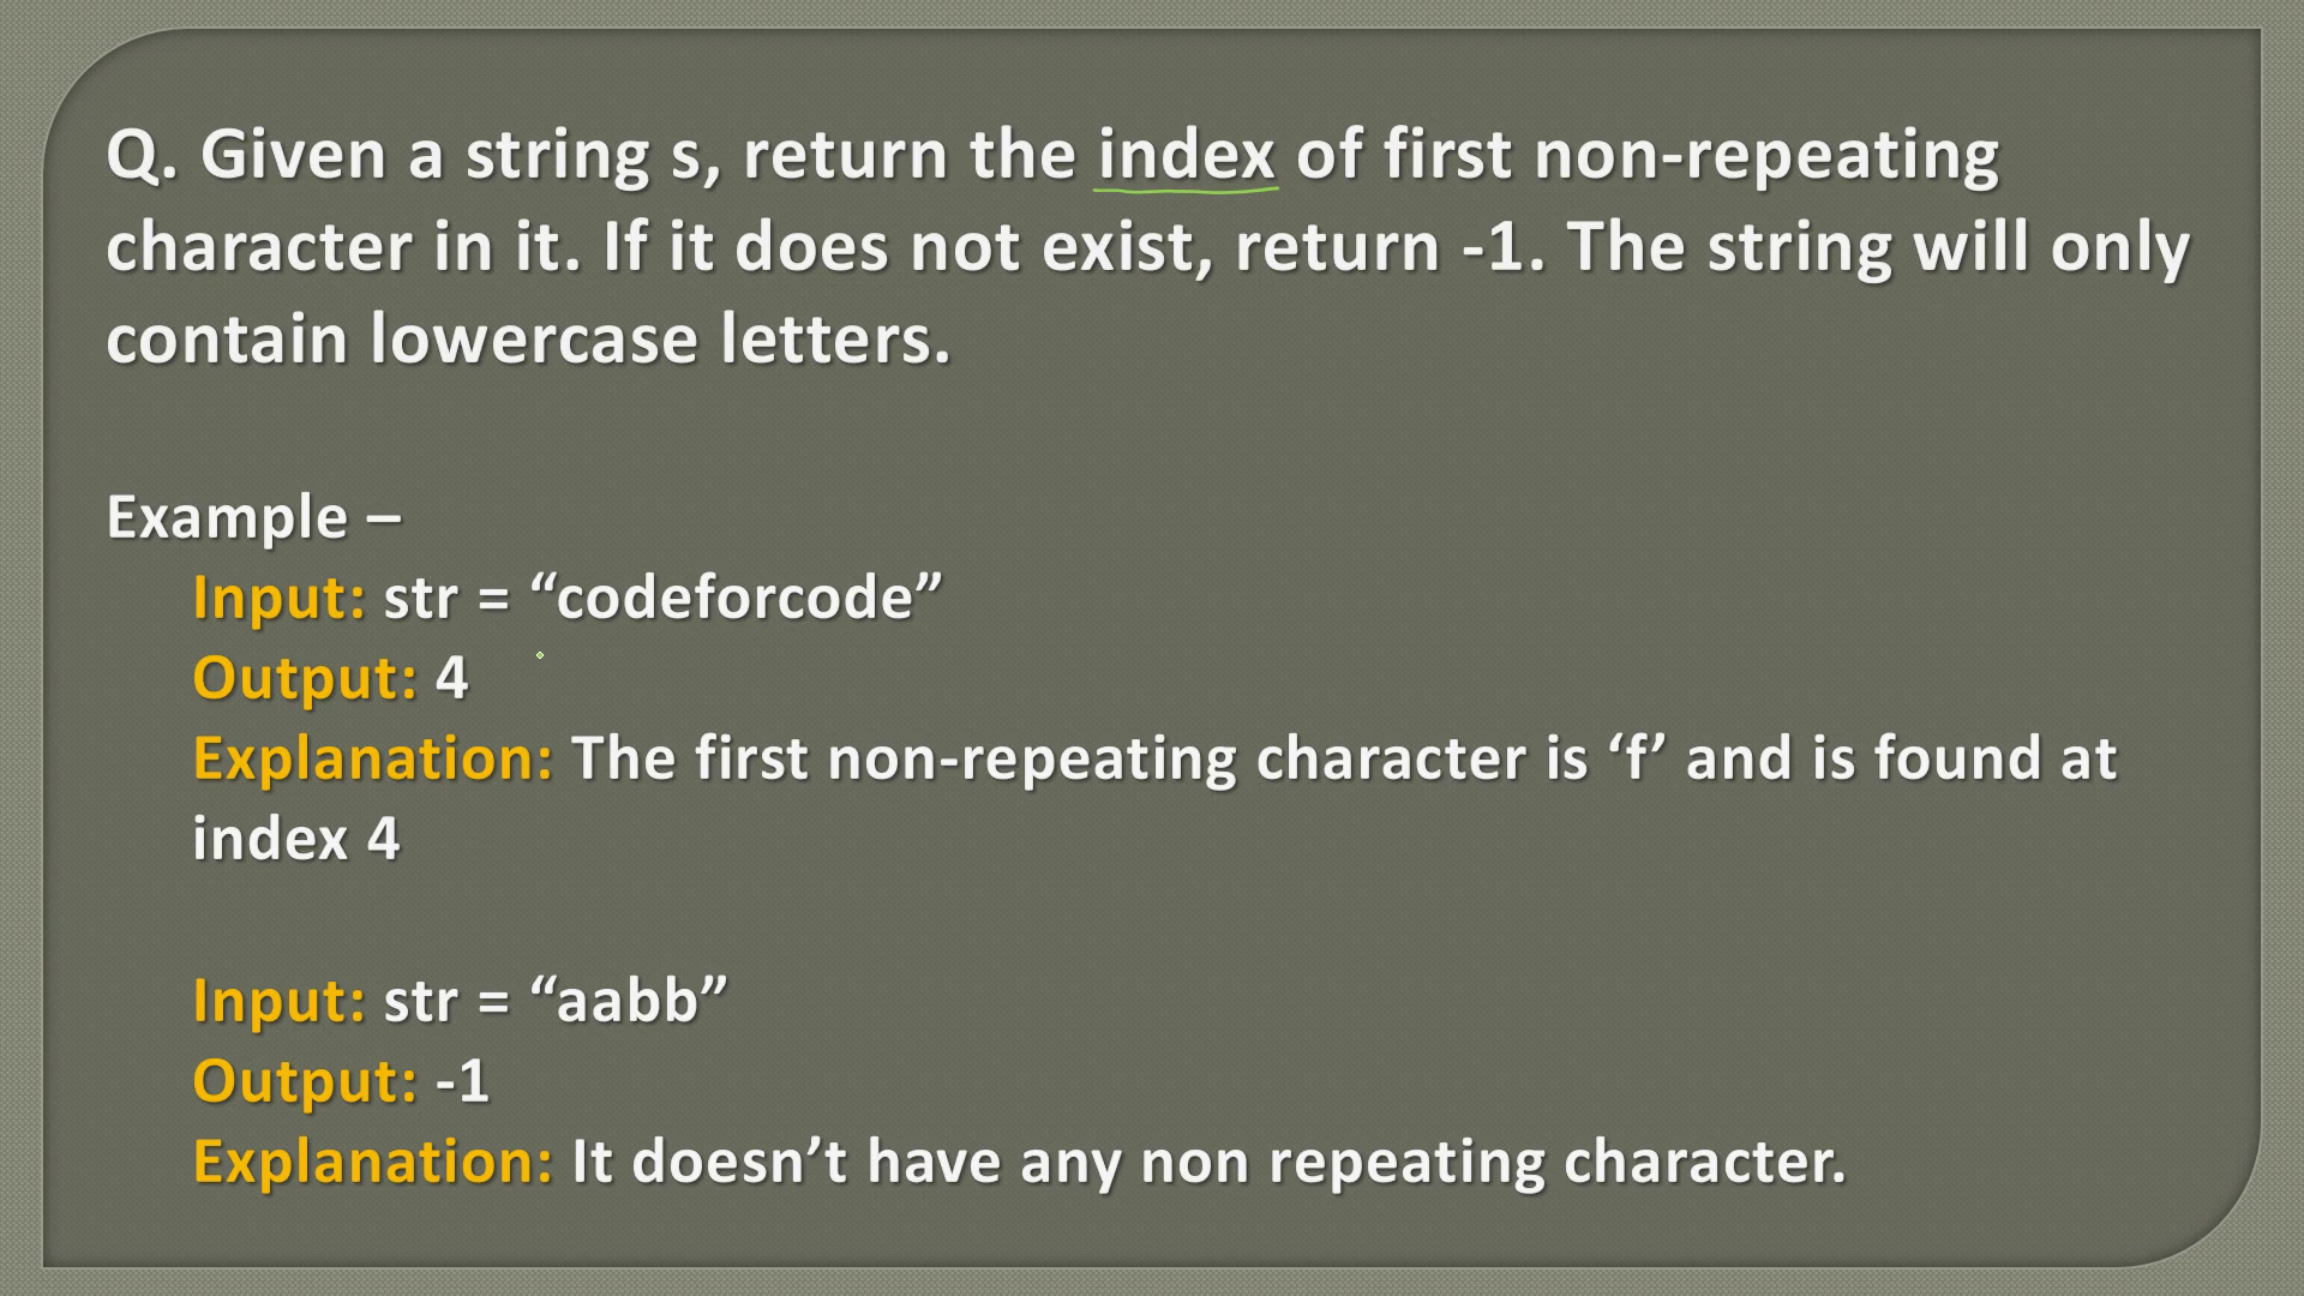 Q. Given a string s, return the index of first non-repeating
character in it. If it does not exist, return -1. The string will only
contain lowercase letters.
Example –
Input: str = “codeforcode”
Output: 4
Explanation: The first non-repeating character is ‘f’ and is found at
index 4
Input: str = “aabb”
Output: -1
Explanation: It doesn’t have any non repeating character.